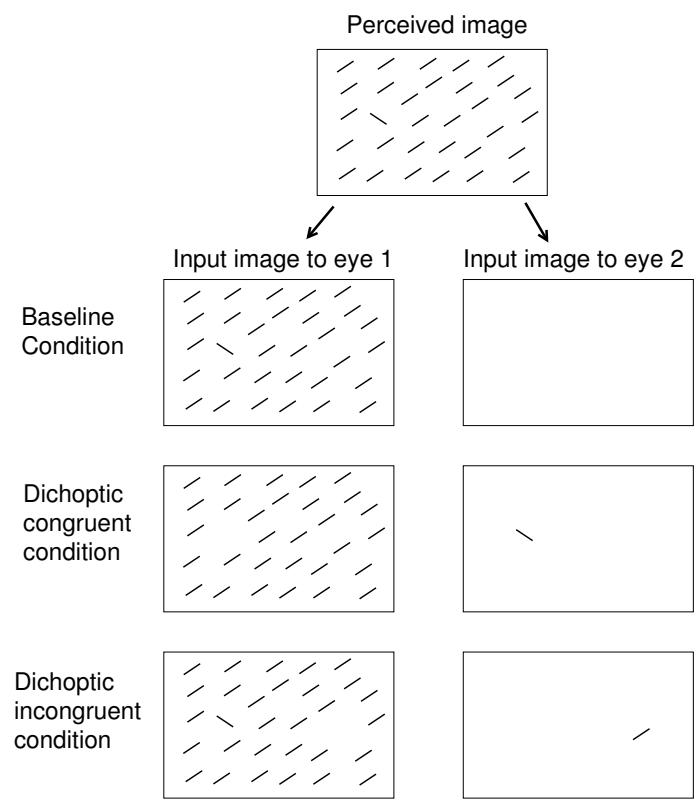 Perceived image
Input image to eye 1
Input image to eye 2
Baseline
Condition
Dichoptic
congruent
condition
Dichoptic
incongruent
condition